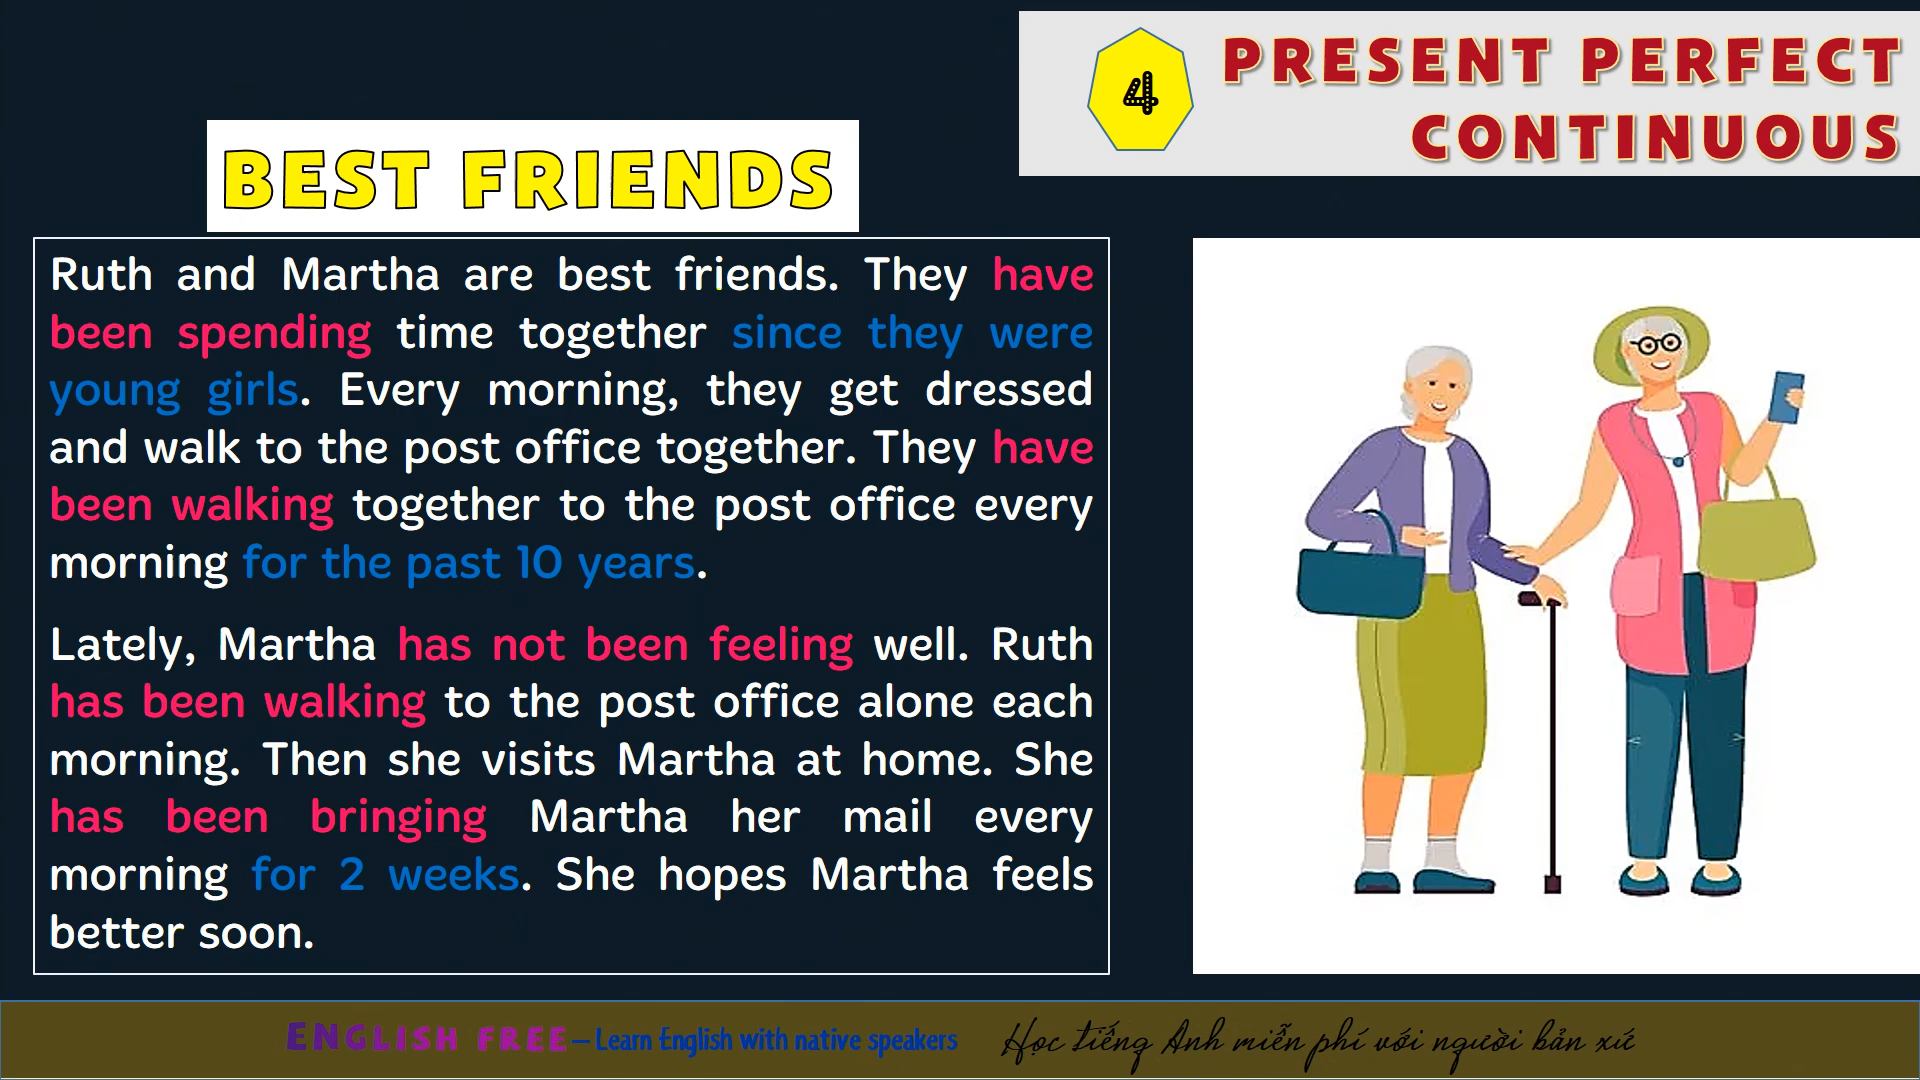 4
PRESENT PERFECT
CONTINUOUS
BEST FRIENDS
Ruth and Martha are best friends. They have
been spending time together since they were
young girls. Every morning, they get dressed
and walk to the post office together. They have
been walking together to the post office every
morning for the past 10 years.
Lately, Martha has not been feeling well. Ruth
has been walking to the post office alone each
morning. Then she visits Martha at home. She
has been bringing Martha her mail every
morning for 2 weeks. She hopes Martha feels
better soon.
ENGLISH FREE – Learn English with native speakers Học tiếng Anh miễn phí với người bản xứ